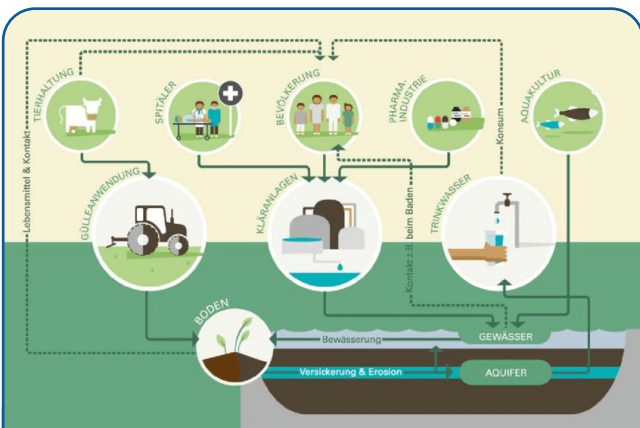 TIERHALTUNG
SPITÄLER
BEVÖLKERUNG
PHARMA-
INDUSTRIE
AQUAKULTUR
Lebensmittel & Kontakt
Konsum
GÜLLEANWENDUNG
KLÄRANLAGEN
Kontakt z.B. beim Baden
TRINKWASSER
BODEN
Bewässerung
GEWÄSSER
Versickerung & Erosion
AQUIFER